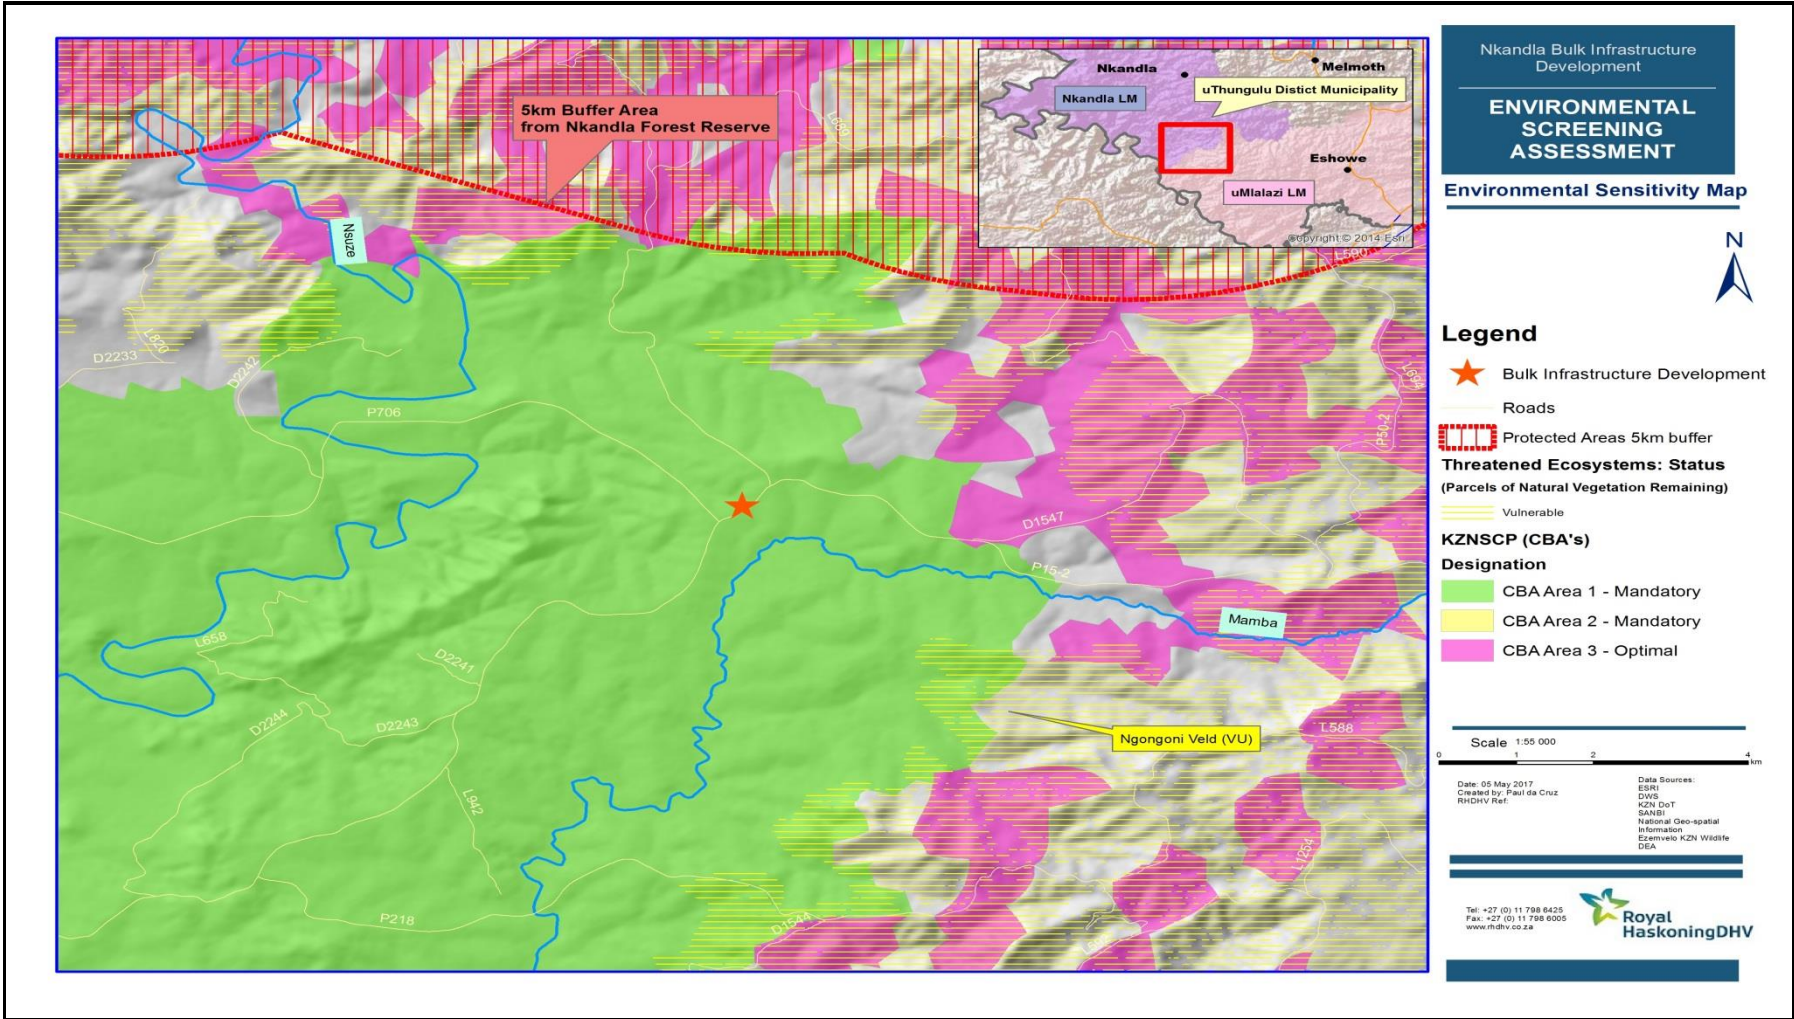 5km Buffer Area
from Nkandla Forest Reserve
L689
Nkandla
Melmoth
Nkandla LM
uThungulu Distict Municipality
Eshowe
uMlalazi LM
Copyright © 2014 Esri
L590
Nsuze
L820
D2233
D2242
P706
L694
P50-2
D1547
P15-2
Mamba
L658
D2241
D2244
D2243
L588
Ngongoni Veld (VU)
L942
L1254
P218
D1544
Nkandla Bulk Infrastructure
Development
ENVIRONMENTAL
SCREENING
ASSESSMENT
Environmental Sensitivity Map
N
Legend
Bulk Infrastructure Development
Roads
Protected Areas 5km buffer
Threatened Ecosystems: Status
(Parcels of Natural Vegetation Remaining)
Vulnerable
KZNSCP (CBA's)
Designation
CBA Area 1 - Mandatory
CBA Area 2 - Mandatory
CBA Area 3 - Optimal
Scale 1:55 000
0 1 2 4
km
Date: 05 May 2017
Created by: Paul da Cruz
RHDHV Ref:
Data Sources:
ESRI
DWS
KZN DoT
SANBI
National Geo-spatial
Information
Ezemvelo KZN Wildlife
DEA
Tel: +27 (0) 11 798 6425
Fax: +27 (0) 11 798 6005
www.rhdhv.co.za
Royal
HaskoningDHV